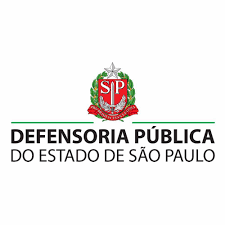 SP
DEFENSORIA PÚBLICA
DO ESTADO DE SÃO PAULO